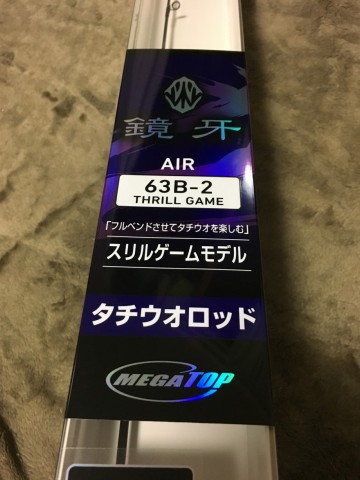 鏡牙
AIR
63B-2
THRILL GAME
「フルベンドさせてタチウオを楽しむ」
スリルゲームモデル
タチウオロッド
MEGATOP